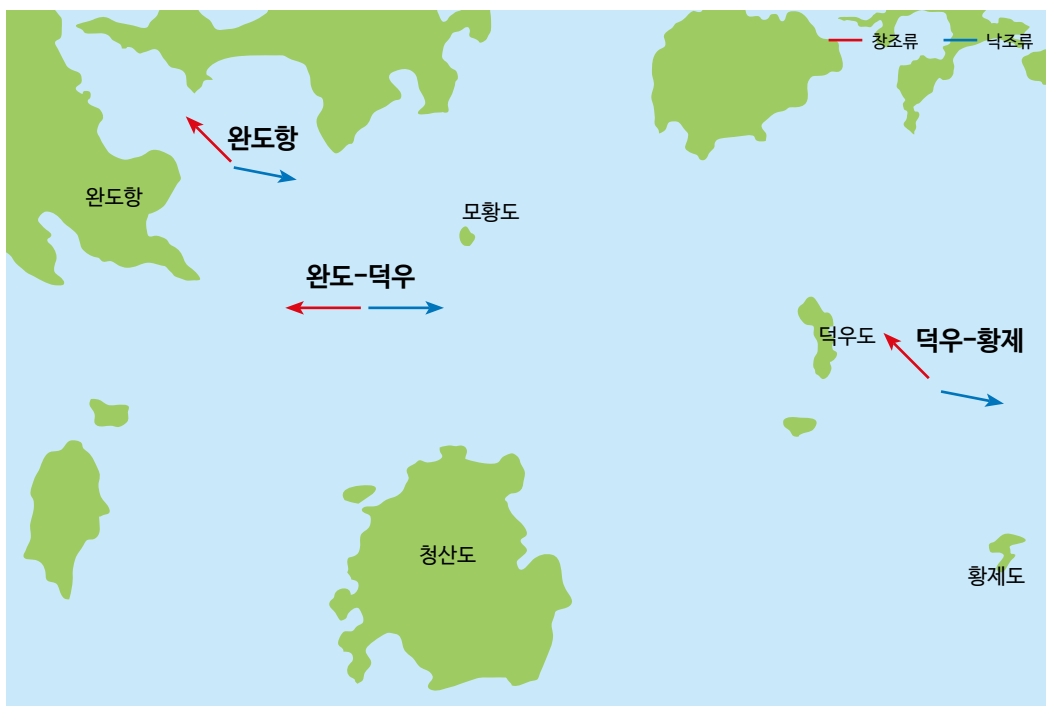 창조류
낙조류
완도항
완도항
모황도
완도-덕우
덕우도
덕우-황제
청산도
황제도